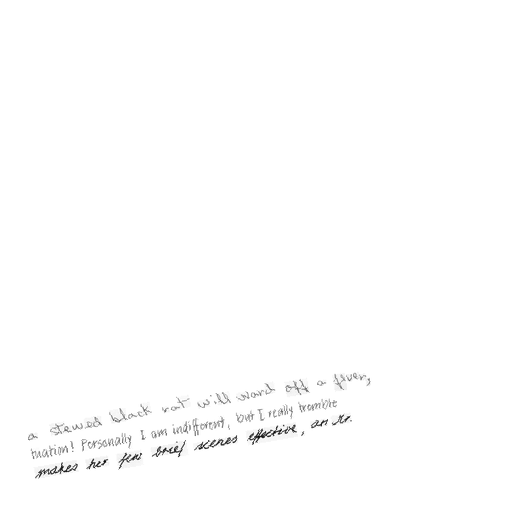 a stewed black rat will ward off a fever,
tuation! Personally I am indifferent, but I really tremble
makes her few brief scenes effective, an Mr.